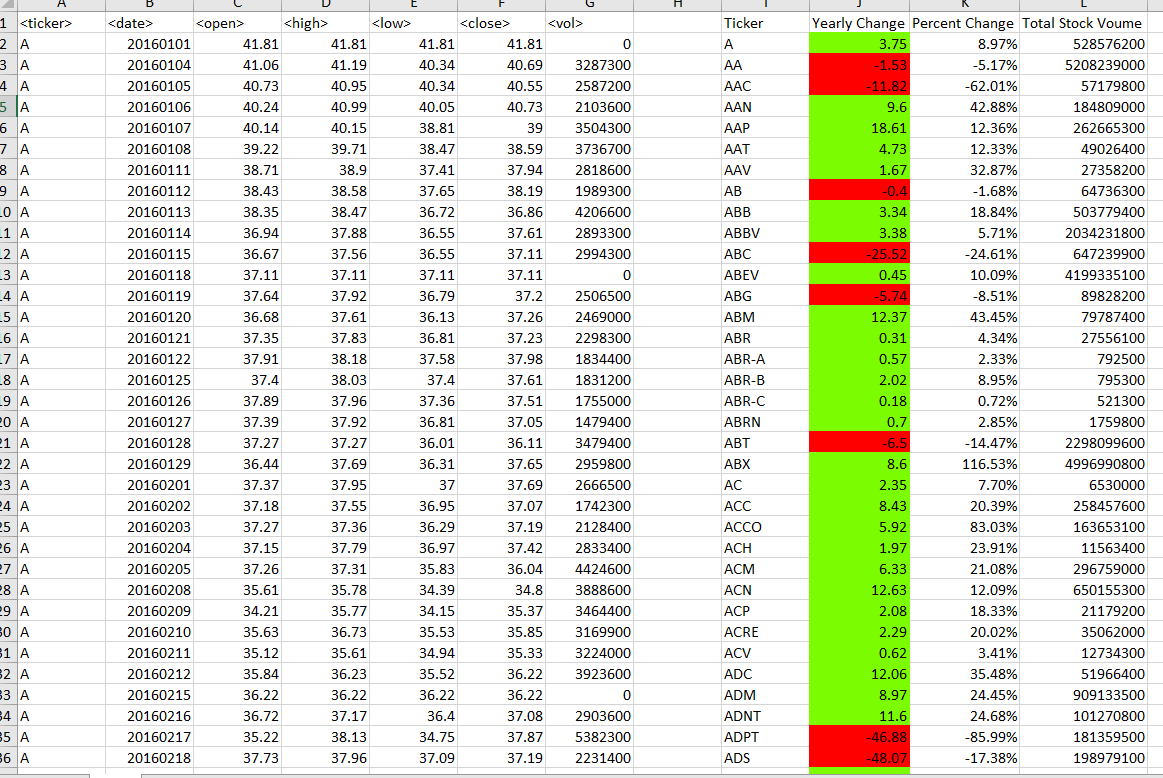 A B C D E F G H I J K L
1 <ticker> <date> <open> <high> <low> <close> <vol> Ticker Yearly Change Percent Change Total Stock Voume
2 A 20160101 41.81 41.81 41.81 41.81 0 A 3.75 8.97% 528576200
3 A 20160104 41.06 41.19 40.34 40.69 3287300 AA -1.53 -5.17% 5208239000
4 A 20160105 40.73 40.95 40.34 40.55 2587200 AAC -11.82 -62.01% 57179800
5 A 20160106 40.24 40.99 40.05 40.73 2103600 AAN 9.6 42.88% 184809000
6 A 20160107 40.14 40.15 38.81 39 3504300 AAP 18.61 12.36% 262665300
7 A 20160108 39.22 39.71 38.47 38.59 3736700 AAT 4.73 12.33% 49026400
8 A 20160111 38.71 38.9 37.41 37.94 2818600 AAV 1.67 32.87% 27358200
9 A 20160112 38.43 38.58 37.65 38.19 1989300 AB -0.4 -1.68% 64736300
10 A 20160113 38.35 38.47 36.72 36.86 4206600 ABB 3.34 18.84% 503779400
11 A 20160114 36.94 37.88 36.55 37.61 2893300 ABBV 3.38 5.71% 2034231800
12 A 20160115 36.67 37.56 36.55 37.11 2994300 ABC -25.52 -24.61% 647239900
13 A 20160118 37.11 37.11 37.11 37.11 0 ABEV 0.45 10.09% 4199335100
14 A 20160119 37.64 37.92 36.79 37.2 2506500 ABG -5.74 -8.51% 89828200
15 A 20160120 36.68 37.61 36.13 37.26 2469000 ABM 12.37 43.45% 79787400
16 A 20160121 37.35 37.83 36.81 37.23 2298300 ABR 0.31 4.34% 27556100
17 A 20160122 37.91 38.18 37.58 37.98 1834400 ABR-A 0.57 2.33% 792500
18 A 20160125 37.4 38.03 37.4 37.61 1831200 ABR-B 2.02 8.95% 795300
19 A 20160126 37.89 37.96 37.36 37.51 1755000 ABR-C 0.18 0.72% 521300
20 A 20160127 37.39 37.92 36.81 37.05 1479400 ABRN 0.7 2.85% 1759800
21 A 20160128 37.27 37.27 36.01 36.11 3479400 ABT -6.5 -14.47% 2298099600
22 A 20160129 36.44 37.69 36.31 37.65 2959800 ABX 8.6 116.53% 4996990800
23 A 20160201 37.37 37.95 37 37.69 2666500 AC 2.35 7.70% 6530000
24 A 20160202 37.18 37.55 36.95 37.07 1742300 ACC 8.43 20.39% 258457600
25 A 20160203 37.27 37.36 36.29 37.19 2128400 ACCO 5.92 83.03% 163653100
26 A 20160204 37.15 37.79 36.97 37.42 2833400 ACH 1.97 23.91% 11563400
27 A 20160205 37.26 37.31 35.83 36.04 4424600 ACM 6.33 21.08% 296759000
28 A 20160208 35.61 35.78 34.39 34.8 3888600 ACN 12.63 12.09% 650155300
29 A 20160209 34.21 35.77 34.15 35.37 3464400 ACP 2.08 18.33% 21179200
30 A 20160210 35.63 36.73 35.53 35.85 3169900 ACRE 2.29 20.02% 35062000
31 A 20160211 35.12 35.61 34.94 35.33 3224000 ACV 0.62 3.41% 12734300
32 A 20160212 35.84 36.23 35.52 36.22 3923600 ADC 12.06 35.48% 51966400
33 A 20160215 36.22 36.22 36.22 36.22 0 ADM 8.97 24.45% 909133500
34 A 20160216 36.72 37.17 36.4 37.08 2903600 ADNT 11.6 24.68% 101270800
35 A 20160217 35.22 38.13 34.75 37.87 5382300 ADPT -46.88 -85.99% 181359500
36 A 20160218 37.73 37.96 37.09 37.19 2231400 ADS -48.07 -17.38% 198979100